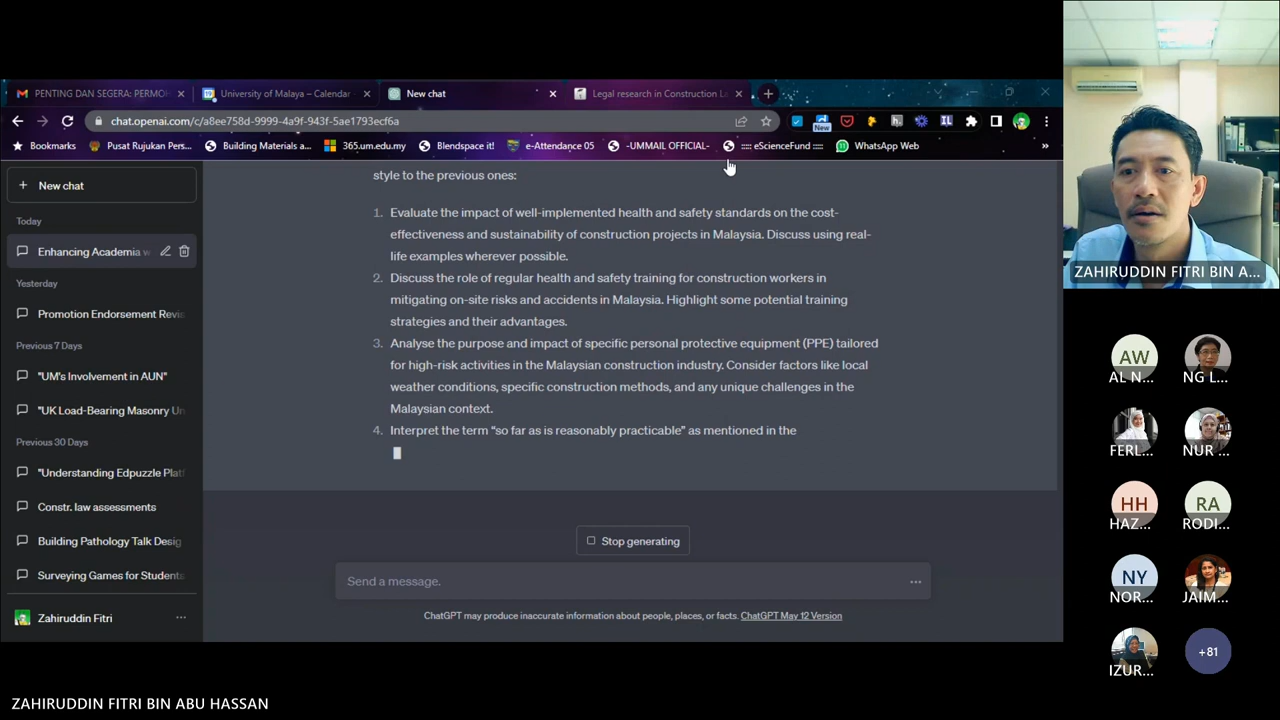 PENTING DAN SEGERA: PERMO
University of Malaya – Calendar
New chat
Legal research in Construction La
chat.openai.com/c/a8ee758d-9999-4a9f-943f-5ae1793ecf6a
New
Bookmarks
Pusat Rujukan Pers...
Building Materials a...
365.um.edu.my
Blendspace it!
e-Attendance 05
-UMMAIL OFFICIAL-
::::: eScienceFund :::::
WhatsApp Web
»
+ New chat
Today
Enhancing Academia w
Yesterday
Promotion Endorsement Revis
Previous 7 Days
"UM's Involvement in AUN"
"UK Load-Bearing Masonry Un
Previous 30 Days
"Understanding Edpuzzle Platf
Constr. law assessments
Building Pathology Talk Desig
Surveying Games for Students
Zahiruddin Fitri
style to the previous ones:
1. Evaluate the impact of well-implemented health and safety standards on the cost-
effectiveness and sustainability of construction projects in Malaysia. Discuss using real-
life examples wherever possible.
2. Discuss the role of regular health and safety training for construction workers in
mitigating on-site risks and accidents in Malaysia. Highlight some potential training
strategies and their advantages.
3. Analyse the purpose and impact of specific personal protective equipment (PPE) tailored
for high-risk activities in the Malaysian construction industry. Consider factors like local
weather conditions, specific construction methods, and any unique challenges in the
Malaysian context.
4. Interpret the term “so far as is reasonably practicable” as mentioned in the
Stop generating
Send a message.
ChatGPT may produce inaccurate information about people, places, or facts. ChatGPT May 12 Version
ZAHIRUDDIN FITRI BIN A...
AW
AL N...
NG L...
FERL...
NUR ...
HH
HAZ...
RA
RODI...
NY
NOR...
JAIM...
IZUR...
+81
ZAHIRUDDIN FITRI BIN ABU HASSAN